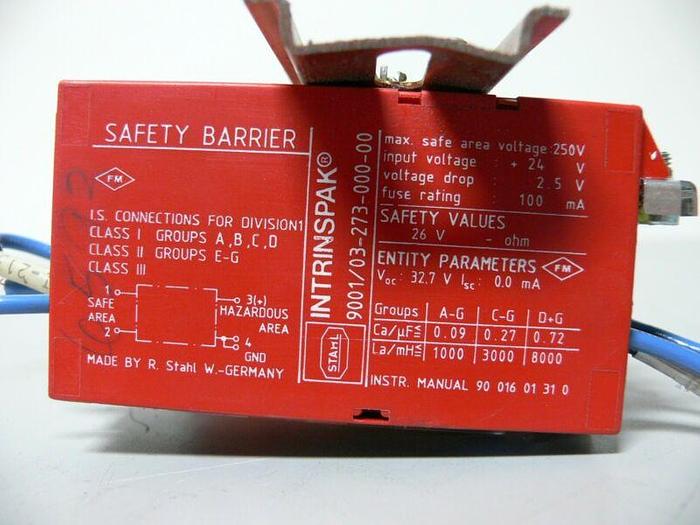 SAFETY BARRIER
FM
I.S. CONNECTIONS FOR DIVISION1
CLASS I GROUPS A,B,C,D
CLASS II GROUPS E-G
CLASS III
1 3(+)
SAFE HAZARDOUS
AREA AREA
2 4
GND
MADE BY R. Stahl W.-GERMANY
INTRINSPAK®
9001/03-273-000-00
STAHL
max. safe area voltage: 250V
input voltage : + 24 V
voltage drop : 2.5 V
fuse rating : 100 mA
SAFETY VALUES
26 V - ohm
ENTITY PARAMETERS FM
Voc: 32.7 V Isc: 0.0 mA
Groups A-G C-G D+G
Ca/µF≤ 0.09 0.27 0.72
La/mH≤ 1000 3000 8000
INSTR. MANUAL 90 016 01 31 0